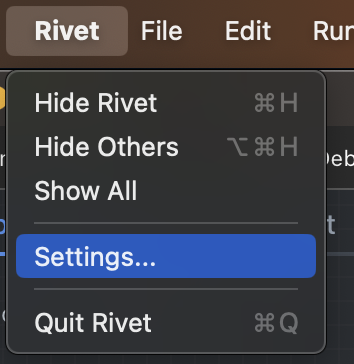 Rivet File Edit
Hide Rivet ⌘H
Hide Others ⌥⌘H
Show All
Settings...
Quit Rivet ⌘Q